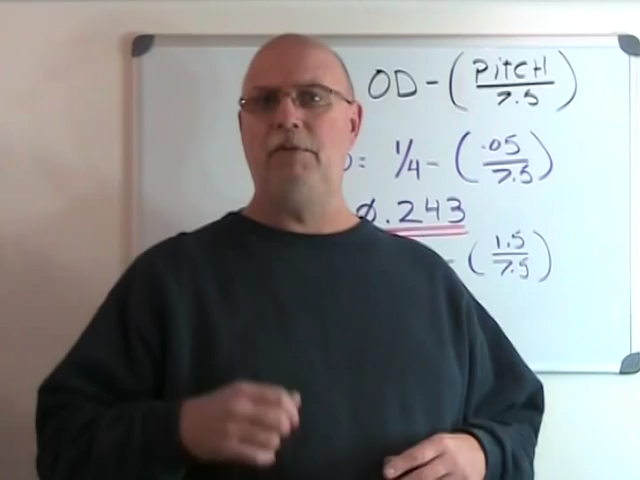 OD - (PITCH/7.5)
= 1/4 - (.05/7.5)
Ø.243
- (1.5/7.5)